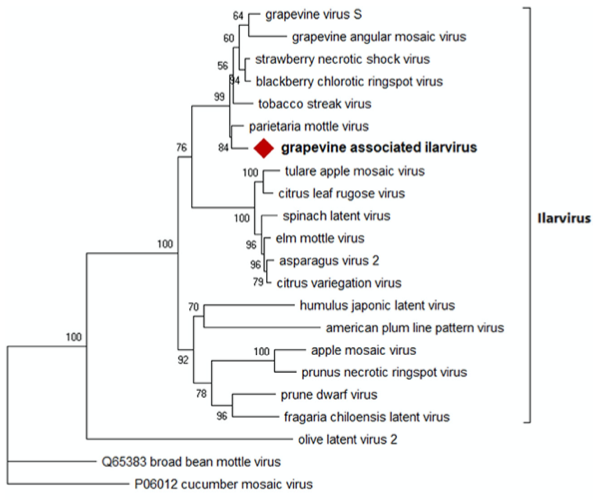 64
grapevine virus S
60
grapevine angular mosaic virus
56
strawberry necrotic shock virus
94
blackberry chlorotic ringspot virus
99
tobacco streak virus
parietaria mottle virus
76
84
grapevine associated ilarvirus
100
tulare apple mosaic virus
citrus leaf rugose virus
100
spinach latent virus
Ilarvirus
96
elm mottle virus
100
96
asparagus virus 2
79
citrus variegation virus
70
humulus japonic latent virus
american plum line pattern virus
100
92
100
apple mosaic virus
prunus necrotic ringspot virus
78
prune dwarf virus
96
fragaria chiloensis latent virus
olive latent virus 2
Q65383 broad bean mottle virus
P06012 cucumber mosaic virus